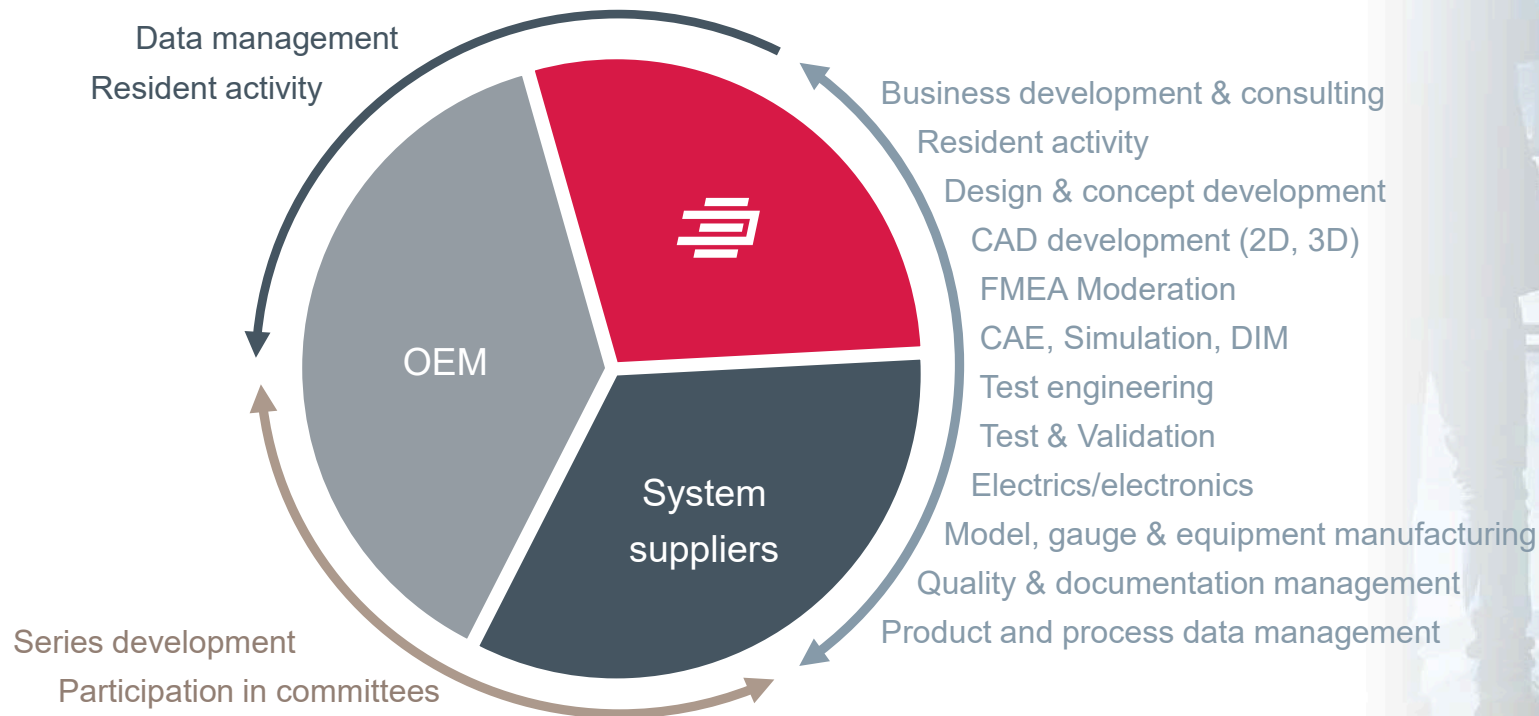 Data management
Resident activity
Business development & consulting
Resident activity
Design & concept development
CAD development (2D, 3D)
FMEA Moderation
CAE, Simulation, DIM
Test engineering
Test & Validation
Electrics/electronics
Model, gauge & equipment manufacturing
Quality & documentation management
Product and process data management
OEM
System
suppliers
Series development
Participation in committees